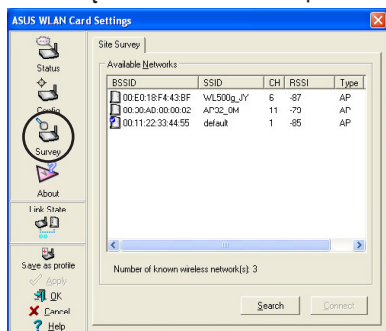 ASUS WLAN Card Settings
Status
Config
Survey
About
Link State
Save as profile
Apply
OK
Cancel
Help
Site Survey
Available Networks
BSSID SSID CH RSSI Type
00:E0:18:F4:43:BF WL500g_JY 6 -87 AP
00:30:AD:00:00:02 AP32_0M 11 -79 AP
00:11:22:33:44:55 default 1 -85 AP
Number of known wireless network(s): 3
Search Connect